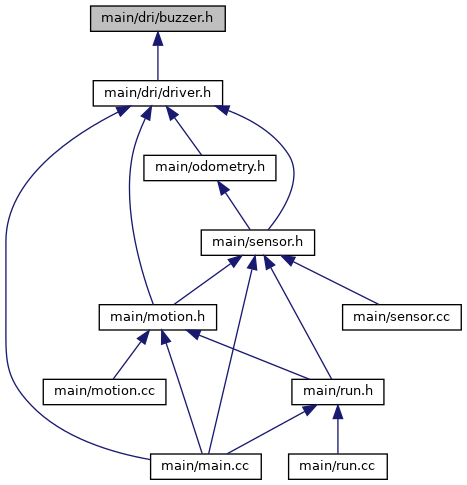 main/dri/buzzer.h
main/dri/driver.h
main/odometry.h
main/sensor.h
main/motion.h
main/sensor.cc
main/motion.cc
main/run.h
main/main.cc
main/run.cc